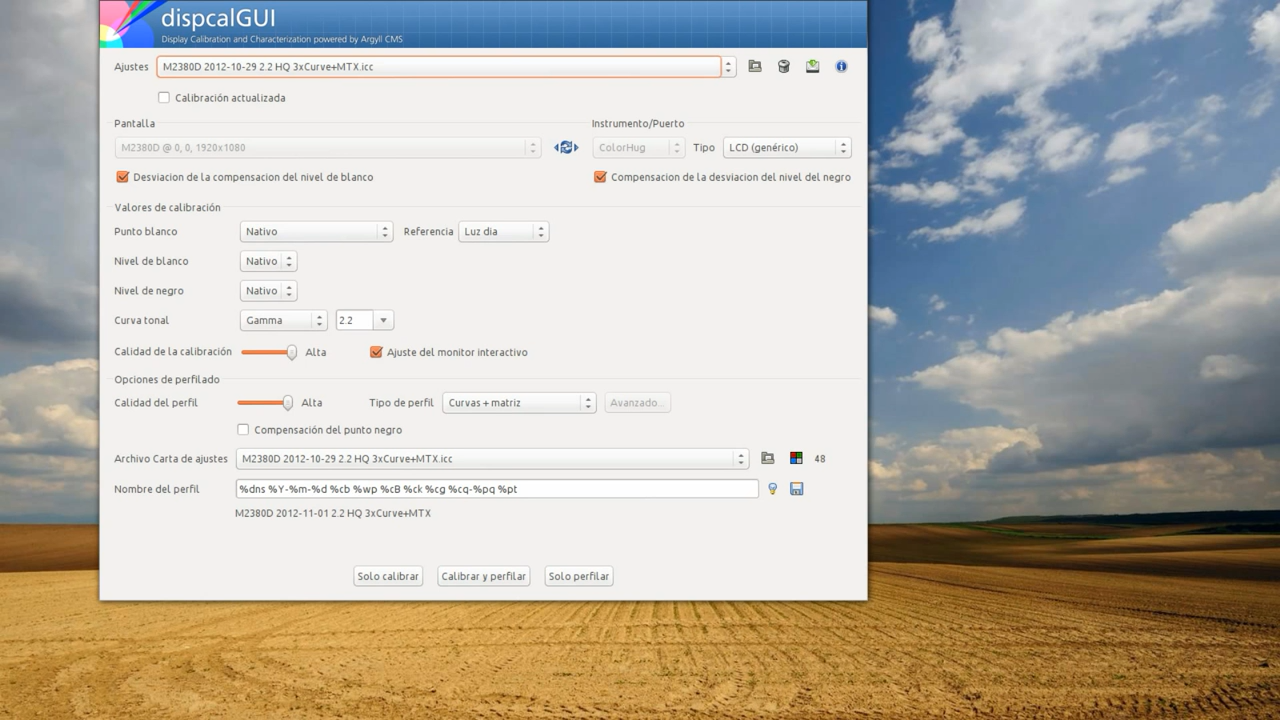 dispcalGUI
Display Calibration and Characterization powered by Argyll CMS
Ajustes M2380D 2012-10-29 2.2 HQ 3xCurve+MTX.icc
Calibración actualizada
Pantalla Instrumento/Puerto
M2380D @ 0, 0, 1920x1080 ColorHug Tipo LCD (genérico)
Desviacion de la compensacion del nivel de blanco Compensacion de la desviacion del nivel del negro
Valores de calibración
Punto blanco Nativo Referencia Luz dia
Nivel de blanco Nativo
Nivel de negro Nativo
Curva tonal Gamma 2.2
Calidad de la calibración Alta Ajuste del monitor interactivo
Opciones de perfilado
Calidad del perfil Alta Tipo de perfil Curvas + matriz Avanzado...
Compensación del punto negro
Archivo Carta de ajustes M2380D 2012-10-29 2.2 HQ 3xCurve+MTX.icc 48
Nombre del perfil %dns %Y-%m-%d %cb %wp %cB %ck %cg %cq-%pq %pt
M2380D 2012-11-01 2.2 HQ 3xCurve+MTX
Solo calibrar Calibrar y perfilar Solo perfilar